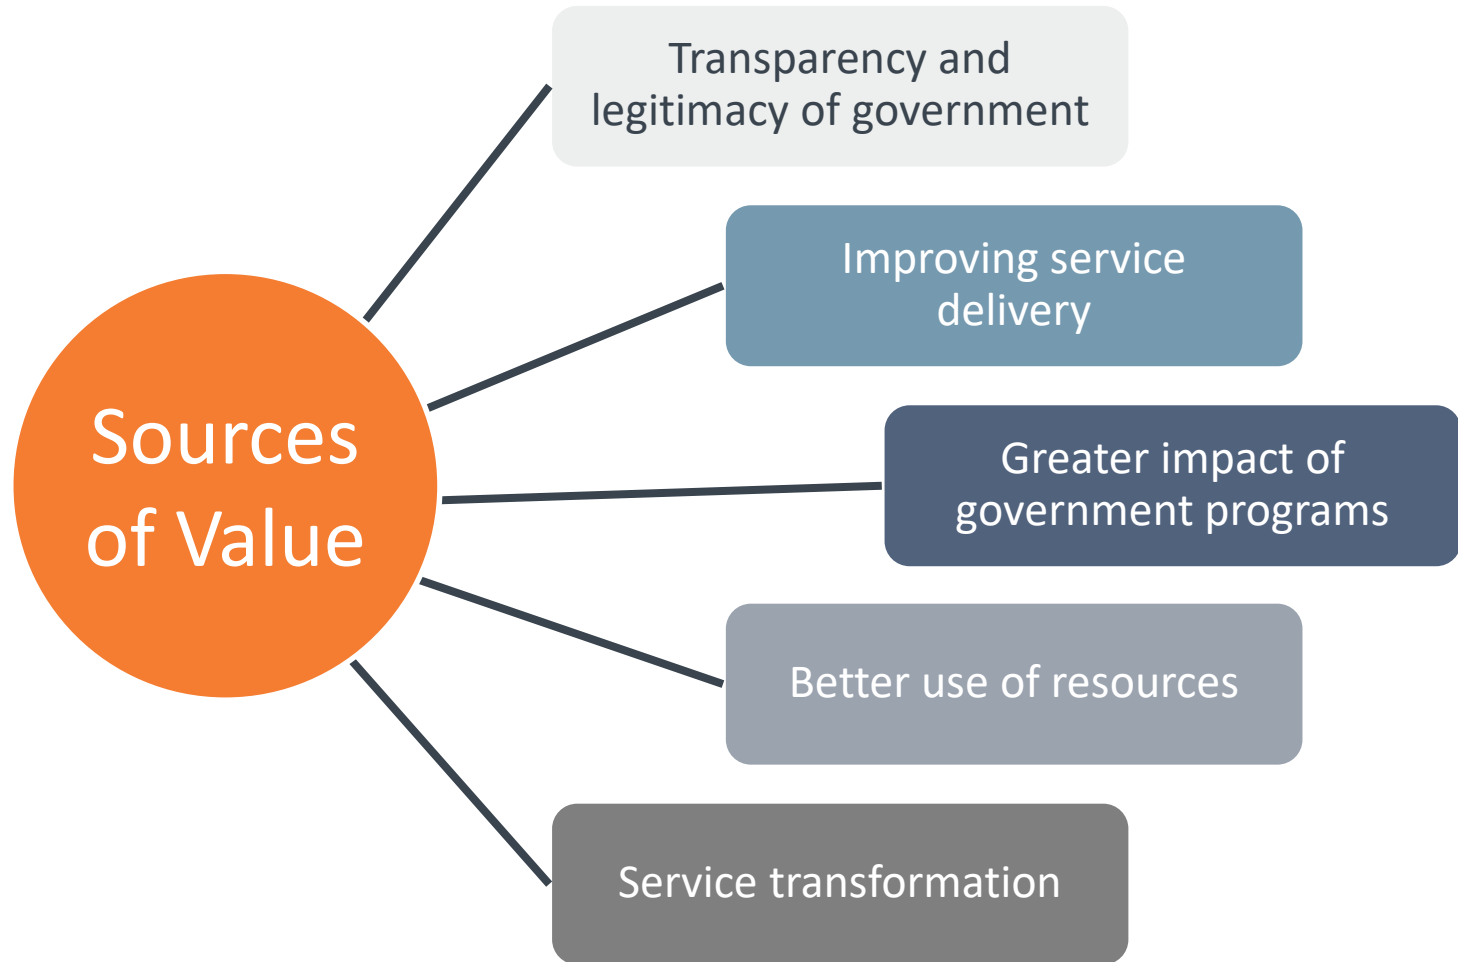 Sources
of Value
Transparency and
legitimacy of government
Improving service
delivery
Greater impact of
government programs
Better use of resources
Service transformation